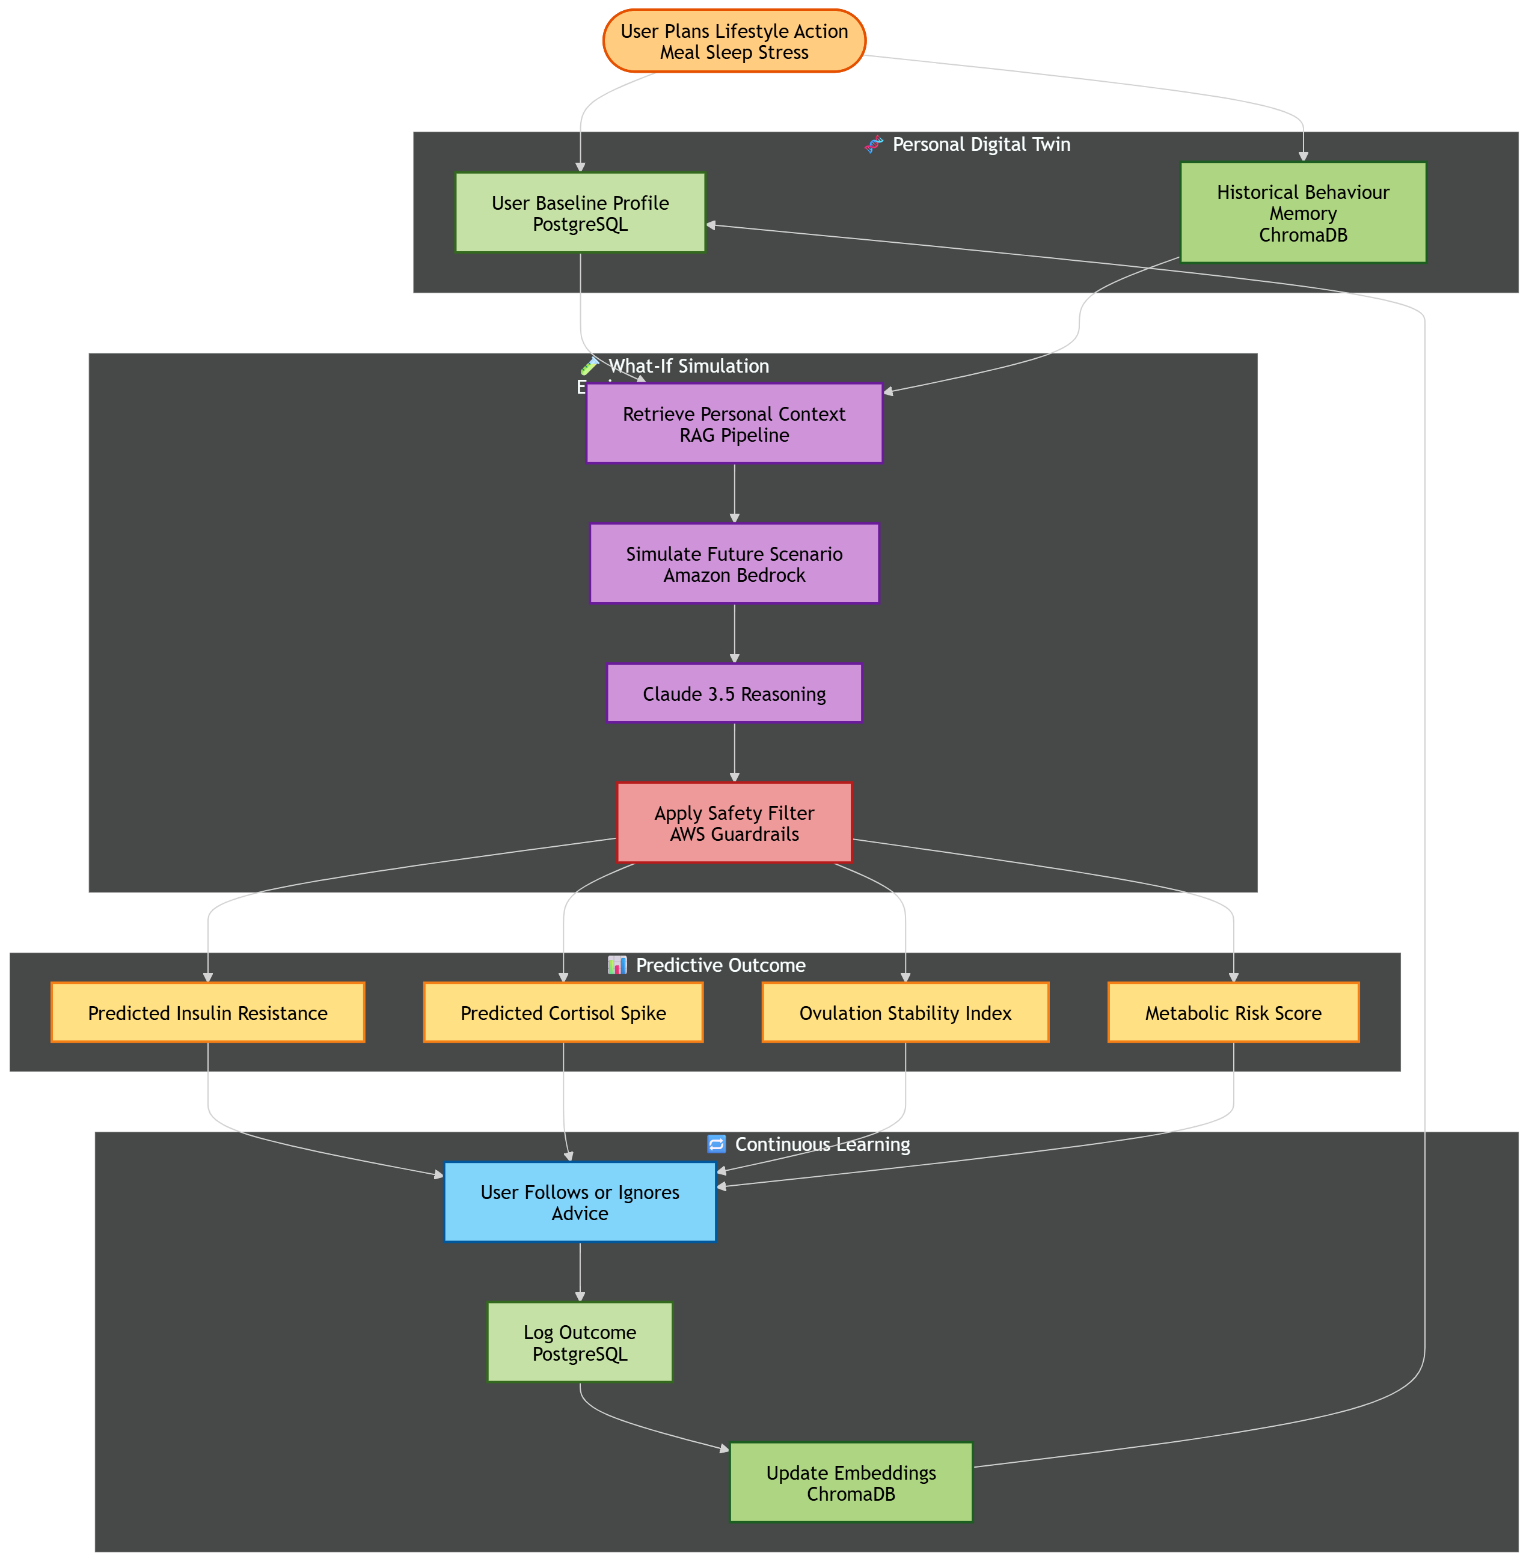 User Plans Lifestyle Action
Meal Sleep Stress
Personal Digital Twin
User Baseline Profile
PostgreSQL
Historical Behaviour
Memory
ChromaDB
What-If Simulation
Retrieve Personal Context
RAG Pipeline
Simulate Future Scenario
Amazon Bedrock
Claude 3.5 Reasoning
Apply Safety Filter
AWS Guardrails
Predictive Outcome
Predicted Insulin Resistance
Predicted Cortisol Spike
Ovulation Stability Index
Metabolic Risk Score
Continuous Learning
User Follows or Ignores
Advice
Log Outcome
PostgreSQL
Update Embeddings
ChromaDB